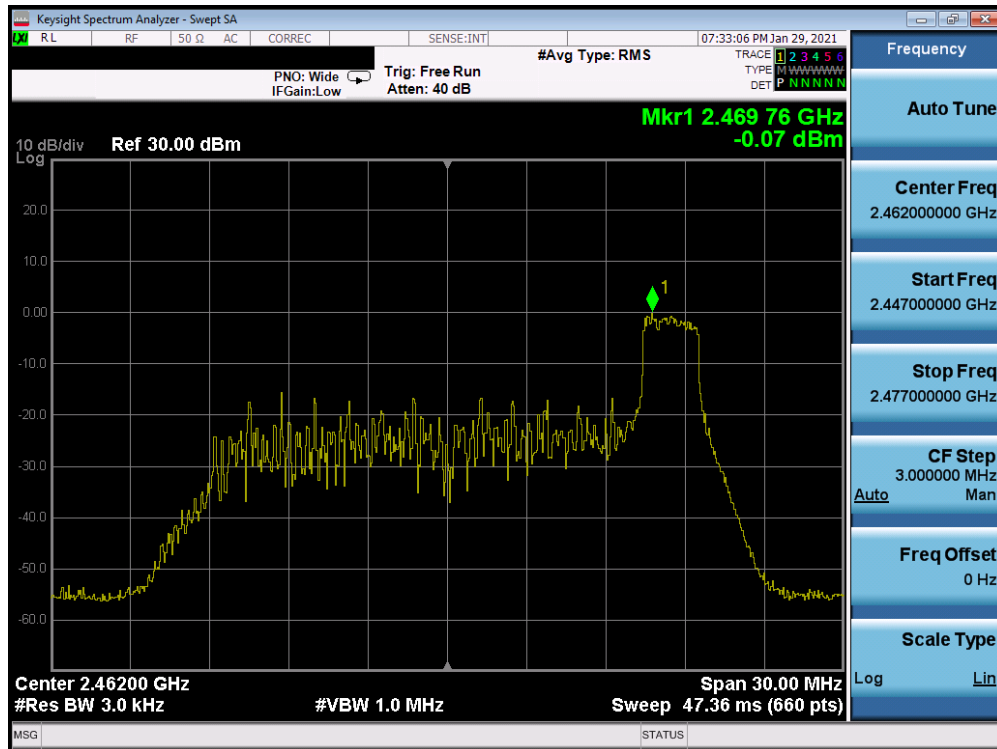 Keysight Spectrum Analyzer - Swept SA
LXI RL RF 50 Ω AC CORREC SENSE:INT 07:33:06 PM Jan 29, 2021
#Avg Type: RMS TRACE 1 2 3 4 5 6
PNO: Wide Trig: Free Run TYPE M WWWWW
IFGain:Low Atten: 40 dB DET P N N N N N
Mkr1 2.469 76 GHz
-0.07 dBm
10 dB/div Ref 30.00 dBm
Log
1
20.0
10.0
0.00
-10.0
-20.0
-30.0
-40.0
-50.0
-60.0
Center 2.46200 GHz Span 30.00 MHz
#Res BW 3.0 kHz #VBW 1.0 MHz Sweep 47.36 ms (660 pts)
MSG STATUS
Frequency
Auto Tune
Center Freq
2.462000000 GHz
Start Freq
2.447000000 GHz
Stop Freq
2.477000000 GHz
CF Step
3.000000 MHz
Auto Man
Freq Offset
0 Hz
Scale Type
Log Lin